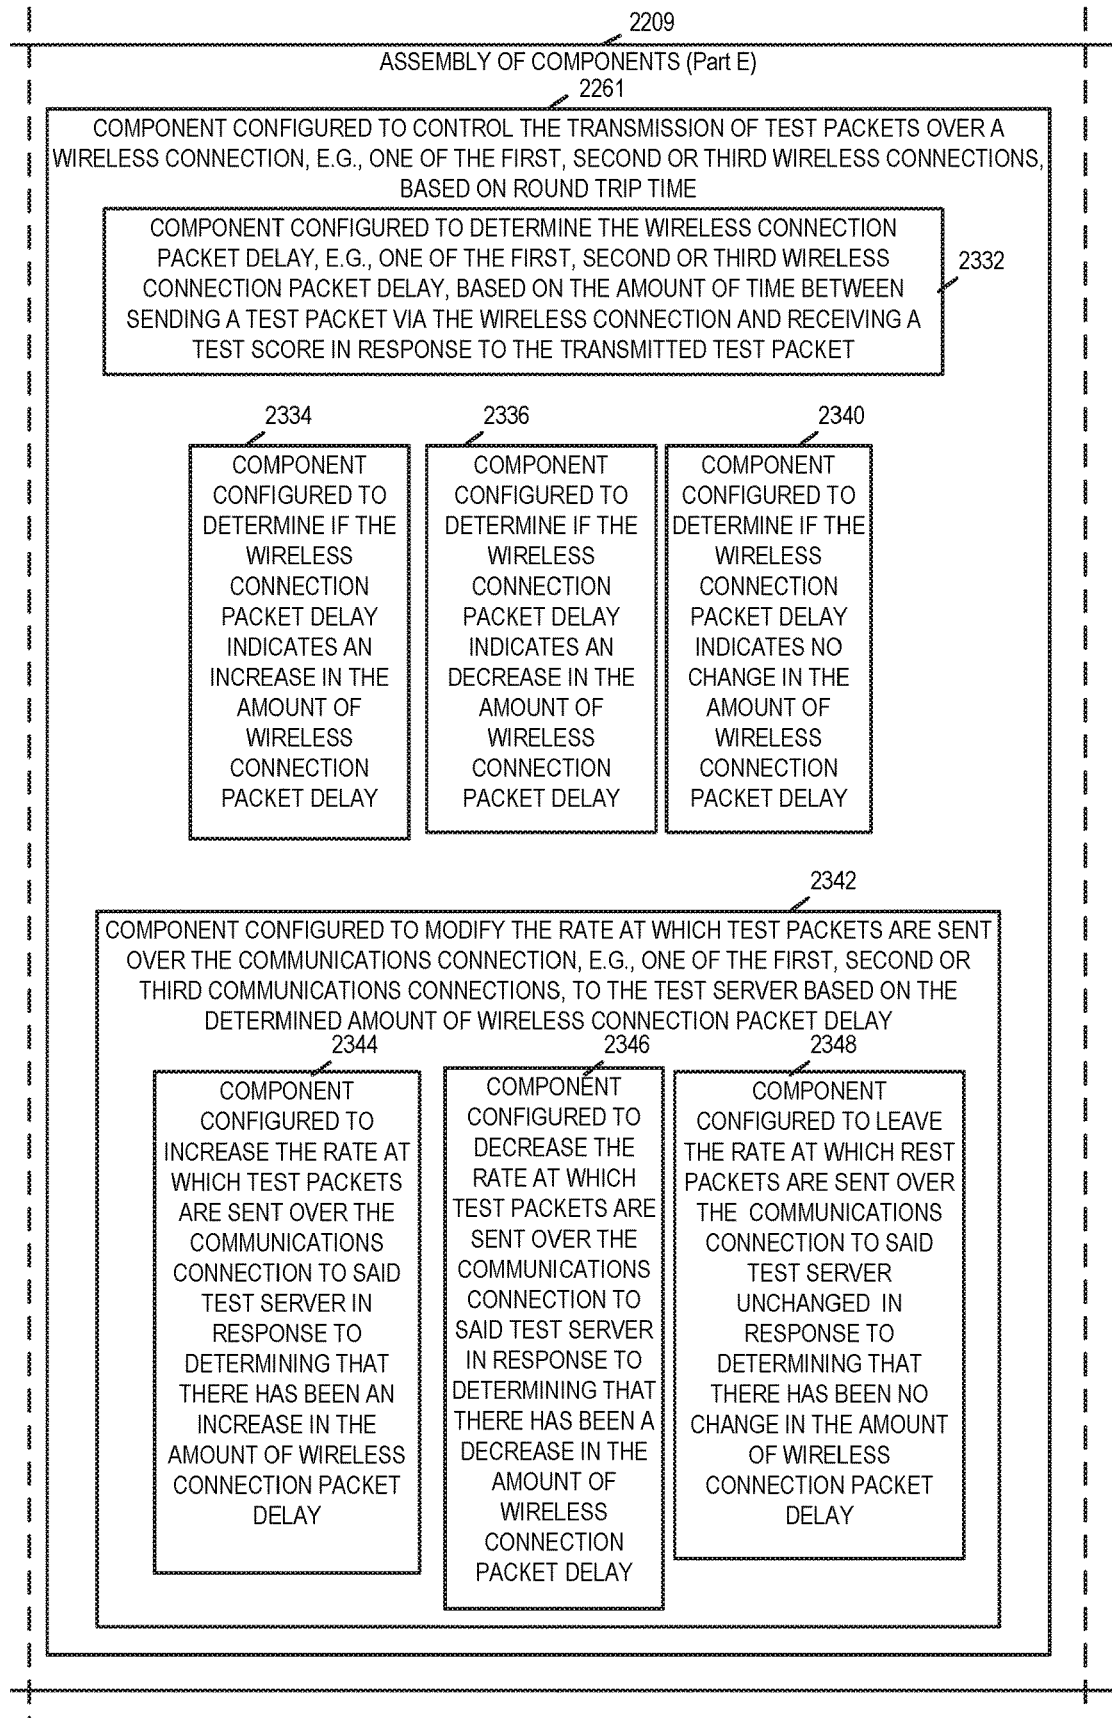 2209
ASSEMBLY OF COMPONENTS (Part E)
2261
COMPONENT CONFIGURED TO CONTROL THE TRANSMISSION OF TEST PACKETS OVER A
WIRELESS CONNECTION, E.G., ONE OF THE FIRST, SECOND OR THIRD WIRELESS CONNECTIONS,
BASED ON ROUND TRIP TIME
COMPONENT CONFIGURED TO DETERMINE THE WIRELESS CONNECTION
PACKET DELAY, E.G., ONE OF THE FIRST, SECOND OR THIRD WIRELESS
CONNECTION PACKET DELAY, BASED ON THE AMOUNT OF TIME BETWEEN
SENDING A TEST PACKET VIA THE WIRELESS CONNECTION AND RECEIVING A
TEST SCORE IN RESPONSE TO THE TRANSMITTED TEST PACKET
2332
2334
COMPONENT
CONFIGURED TO
DETERMINE IF THE
WIRELESS
CONNECTION
PACKET DELAY
INDICATES AN
INCREASE IN THE
AMOUNT OF
WIRELESS
CONNECTION
PACKET DELAY
2336
COMPONENT
CONFIGURED TO
DETERMINE IF THE
WIRELESS
CONNECTION
PACKET DELAY
INDICATES AN
DECREASE IN THE
AMOUNT OF
WIRELESS
CONNECTION
PACKET DELAY
2340
COMPONENT
CONFIGURED TO
DETERMINE IF THE
WIRELESS
CONNECTION
PACKET DELAY
INDICATES NO
CHANGE IN THE
AMOUNT OF
WIRELESS
CONNECTION
PACKET DELAY
2342
COMPONENT CONFIGURED TO MODIFY THE RATE AT WHICH TEST PACKETS ARE SENT
OVER THE COMMUNICATIONS CONNECTION, E.G., ONE OF THE FIRST, SECOND OR
THIRD COMMUNICATIONS CONNECTIONS, TO THE TEST SERVER BASED ON THE
DETERMINED AMOUNT OF WIRELESS CONNECTION PACKET DELAY
2344
COMPONENT
CONFIGURED TO
INCREASE THE RATE AT
WHICH TEST PACKETS
ARE SENT OVER THE
COMMUNICATIONS
CONNECTION TO SAID
TEST SERVER IN
RESPONSE TO
DETERMINING THAT
THERE HAS BEEN AN
INCREASE IN THE
AMOUNT OF WIRELESS
CONNECTION PACKET
DELAY
2346
COMPONENT
CONFIGURED TO
DECREASE THE
RATE AT WHICH
TEST PACKETS ARE
SENT OVER THE
COMMUNICATIONS
CONNECTION TO
SAID TEST SERVER
IN RESPONSE TO
DETERMINING THAT
THERE HAS BEEN A
DECREASE IN THE
AMOUNT OF
WIRELESS
CONNECTION
PACKET DELAY
2348
COMPONENT
CONFIGURED TO LEAVE
THE RATE AT WHICH REST
PACKETS ARE SENT OVER
THE COMMUNICATIONS
CONNECTION TO SAID
TEST SERVER
UNCHANGED IN
RESPONSE TO
DETERMINING THAT
THERE HAS BEEN NO
CHANGE IN THE AMOUNT
OF WIRELESS
CONNECTION PACKET
DELAY